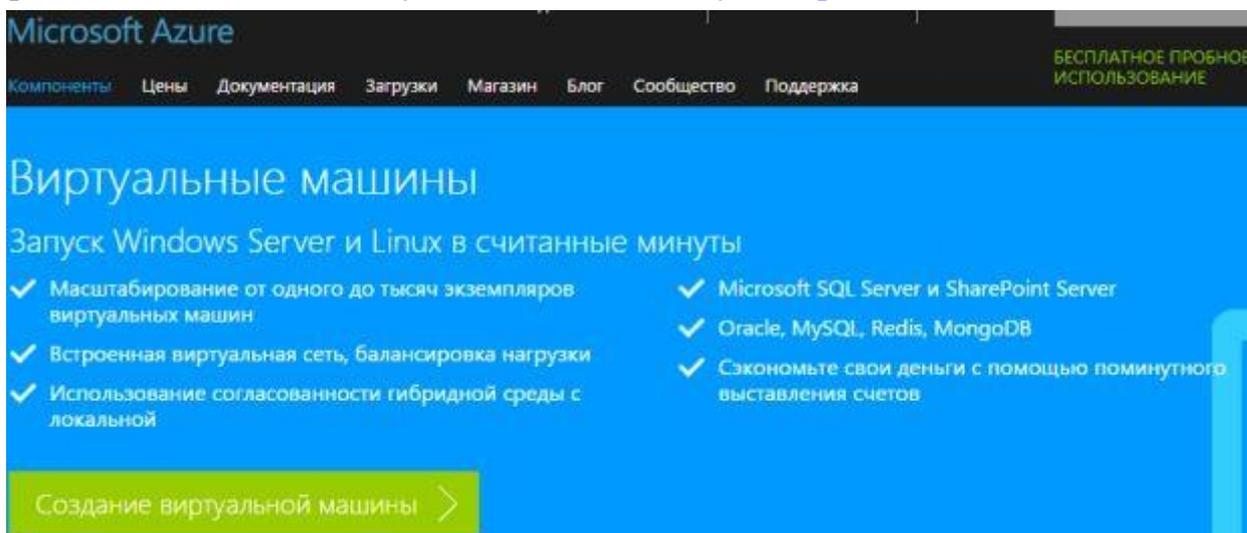 Microsoft Azure
БЕСПЛАТНОЕ ПРОБНОЕ
ИСПОЛЬЗОВАНИЕ
Компоненты Цены Документация Загрузки Магазин Блог Сообщество Поддержка
Виртуальные машины
Запуск Windows Server и Linux в считанные минуты
Масштабирование от одного до тысяч экземпляров
виртуальных машин
Встроенная виртуальная сеть, балансировка нагрузки
Использование согласованности гибридной среды с
локальной
Microsoft SQL Server и SharePoint Server
Oracle, MySQL, Redis, MongoDB
Сэкономьте свои деньги с помощью поминутного
выставления счетов
Создание виртуальной машины